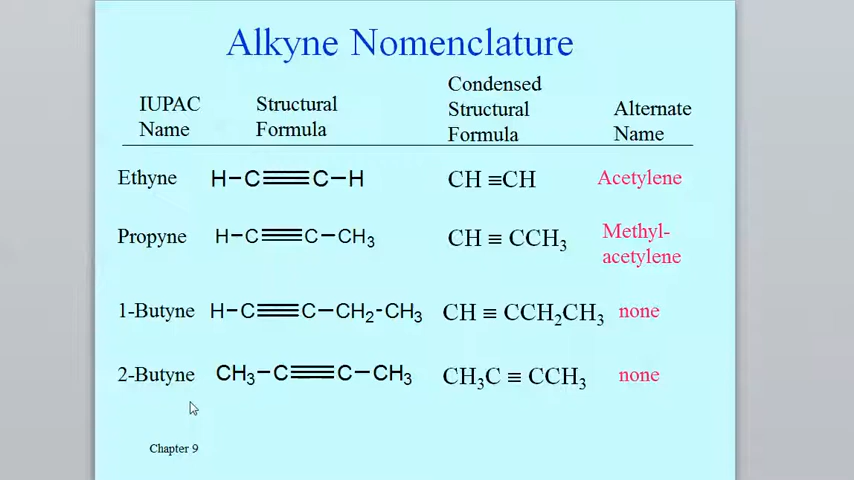 Alkyne Nomenclature
IUPAC Name
Structural Formula
Condensed Structural Formula
Alternate Name
Ethyne H−C≡C−H CH ≡CH Acetylene
Propyne H−C≡C−CH₃ CH ≡ CCH₃ Methyl-acetylene
1-Butyne H−C≡C−CH₂-CH₃ CH ≡ CCH₂CH₃ none
2-Butyne CH₃−C≡C−CH₃ CH₃C ≡ CCH₃ none
Chapter 9